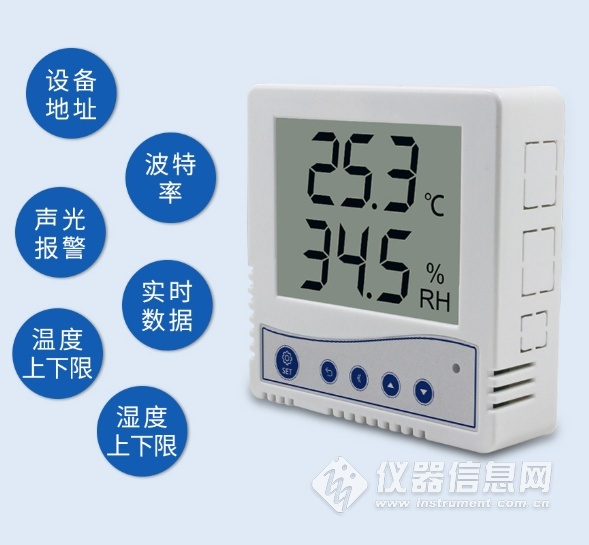 设备
地址
波特
率
声光
报警
实时
数据
温度
上下限
湿度
上下限
25.3 ℃
34.5 %
RH
SET
仪器信息网
www.instrument.com.cn